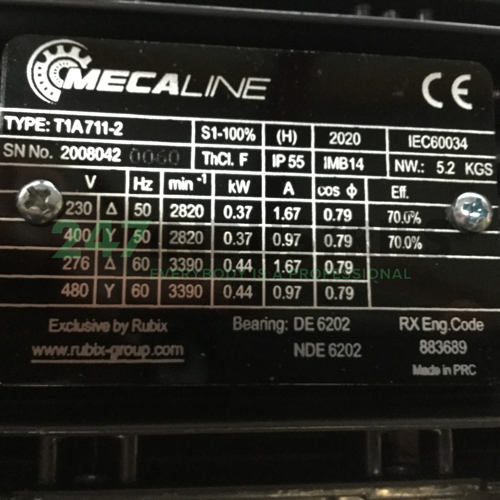 MECALINE CE
TYPE: T1A711-2 S1-100% (H) 2020 IEC60034
SN No. 2008042 0060 ThCl. F IP 55 IMB14 NW.: 5.2 KGS
V Hz min⁻¹ kW A cos ϕ Eff.
230 Δ 50 2820 0.37 1.67 0.79 70.0%
400 Y 50 2820 0.37 0.97 0.79 70.0%
276 Δ 60 3390 0.44 1.67 0.79
EVERYBODY IS A PROFESSIONAL
480 Y 60 3390 0.44 0.97 0.79
Exclusive by Rubix Bearing: DE 6202 RX Eng.Code
www.rubix-group.com NDE 6202 883689
Made in PRC